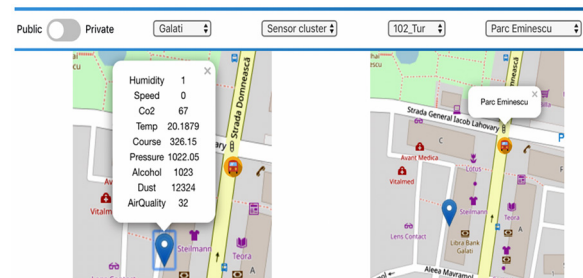 Public Private Galati Sensor cluster 102_Tur Parc Eminescu
Humidity 1
Speed 0
Co2 67
Temp 20.1879
Course 326.15
Pressure 1022.05
Alcohol 1023
Dust 12324
AirQuality 32
Strada Domnească
Steilmann
Teora
A
Parc Eminescu
Strada General Iacob Lahovary
C
P
Avant Medica
Vitalmed
Lotus
Steilmann
Teora
Lens Contact
Libra Bank
Galati
A
Aleea Mavramol